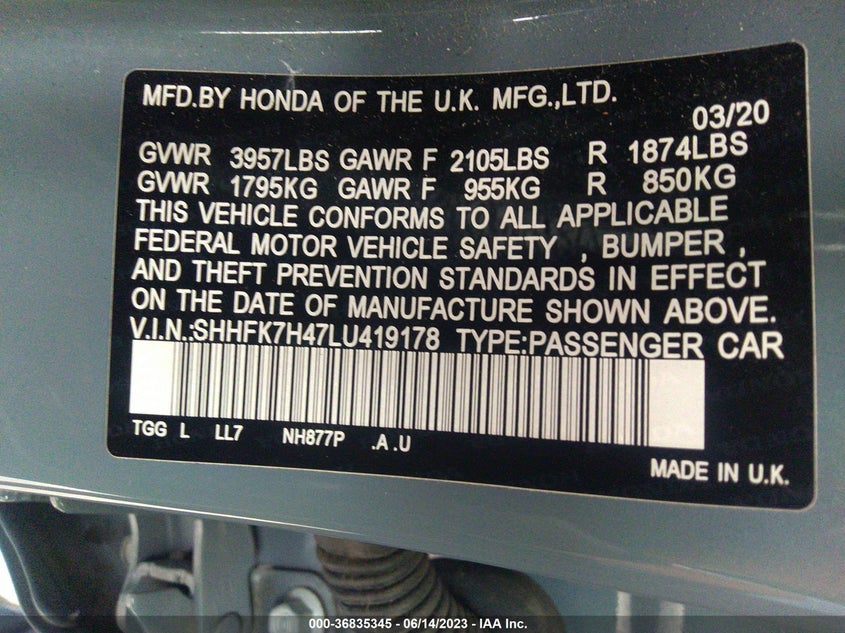 MFD.BY HONDA OF THE U.K. MFG.,LTD.
03/20
GVWR 3957LBS GAWR F 2105LBS R 1874LBS
GVWR 1795KG GAWR F 955KG R 850KG
THIS VEHICLE CONFORMS TO ALL APPLICABLE
FEDERAL MOTOR VEHICLE SAFETY , BUMPER ,
AND THEFT PREVENTION STANDARDS IN EFFECT
ON THE DATE OF MANUFACTURE SHOWN ABOVE.
V.I.N.:SHHFK7H47LU419178 TYPE:PASSENGER CAR
TGG L LL7 NH877P .A .U
MADE IN U.K.
000-36835345 - 06/14/2023 - IAA Inc.